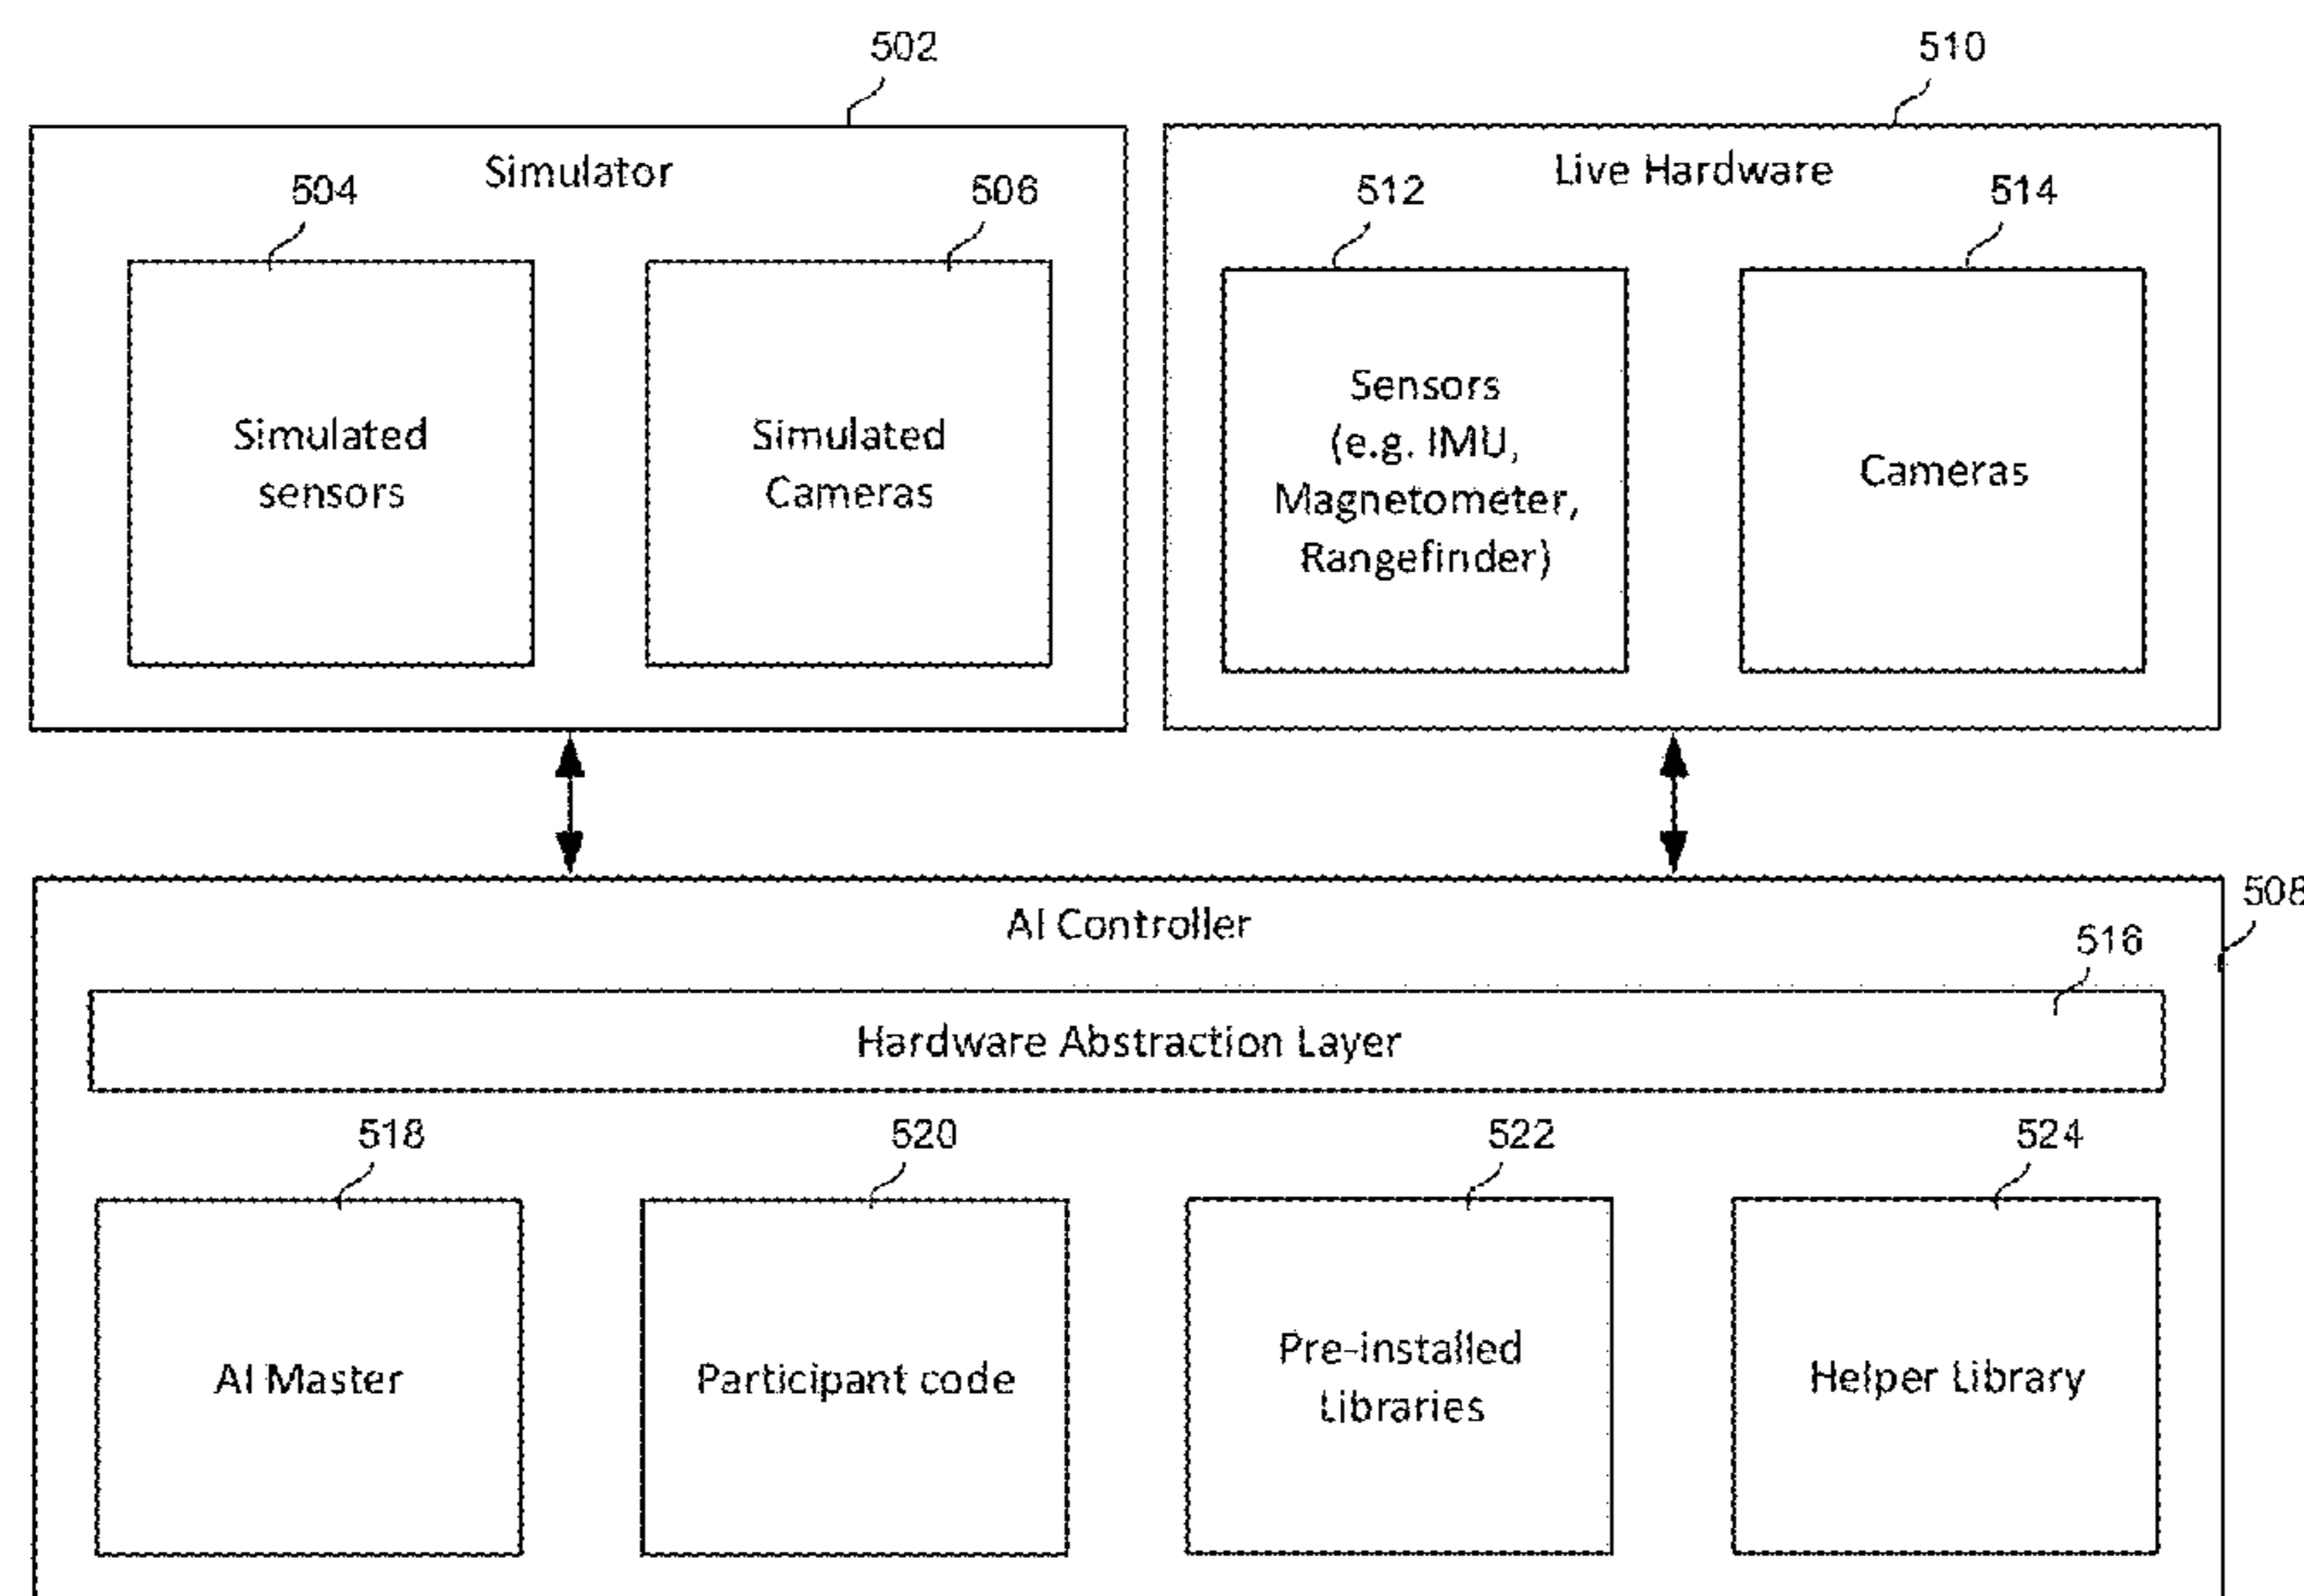 502
510
Simulator
Live Hardware
504
506
512
514
Simulated
sensors
Simulated
Cameras
Sensors
(e.g. IMU,
Magnetometer,
Rangefinder)
Cameras
508
AI Controller
516
Hardware Abstraction Layer
518
520
522
524
AI Master
Participant code
Pre-installed
Libraries
Helper Library